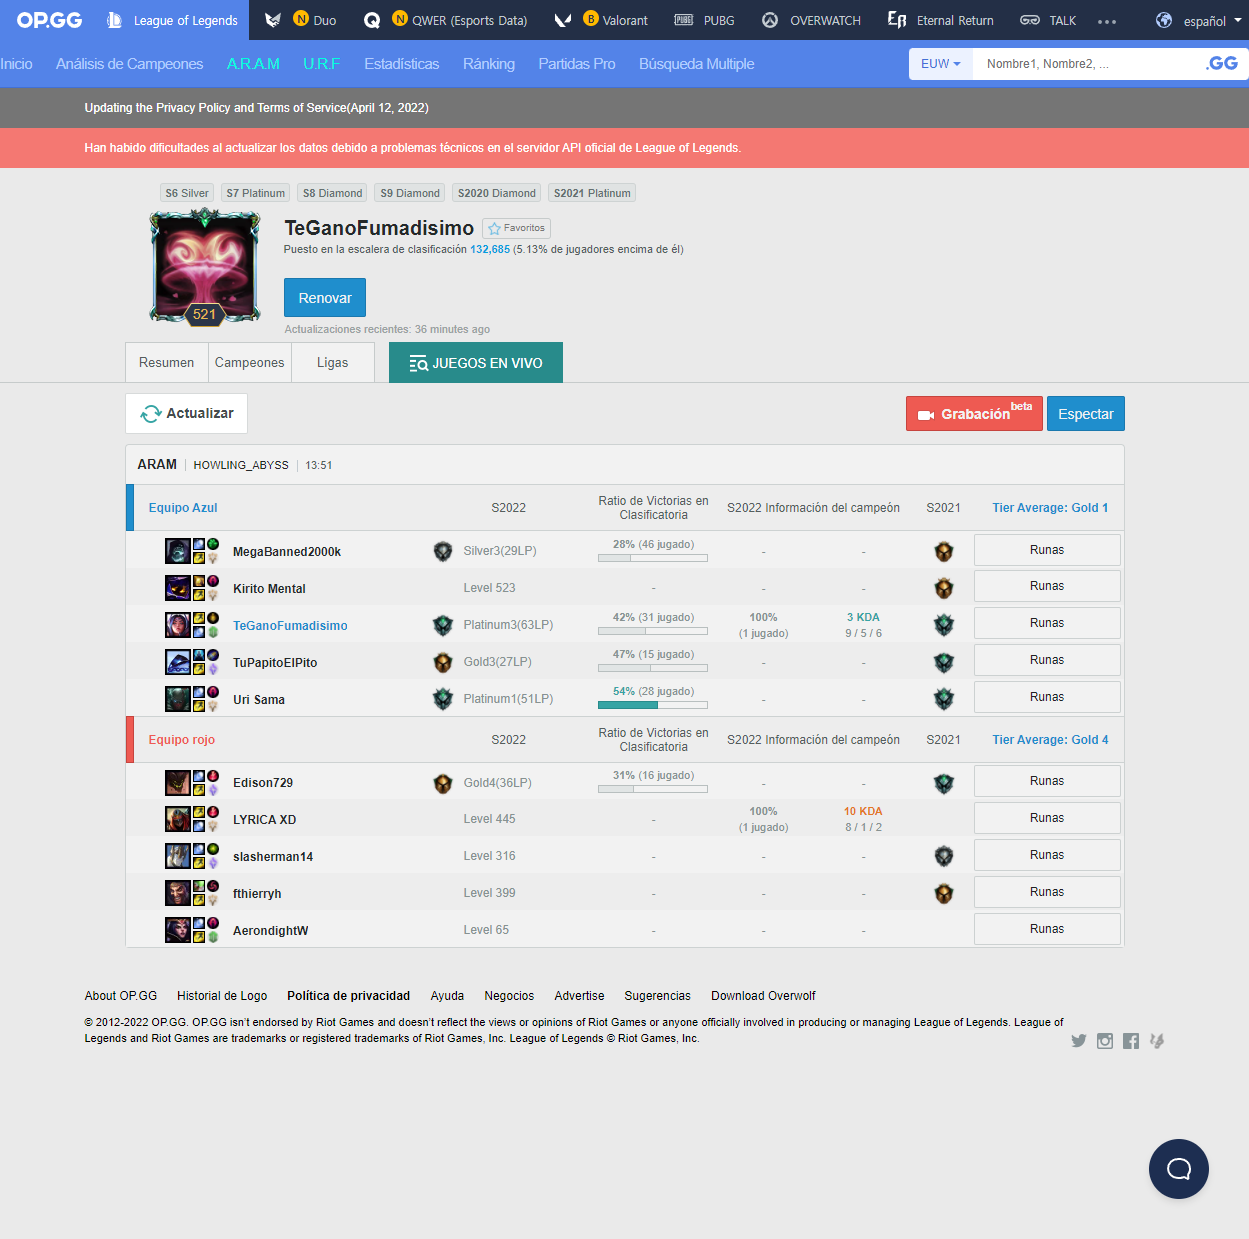 OP.GG League of Legends N Duo N QWER (Esports Data) B Valorant PUBG PUBG OVERWATCH Eternal Return TALK español
Inicio Análisis de Campeones A.R.A.M U.R.F Estadísticas Ránking Partidas Pro Búsqueda Multiple EUW Nombre1, Nombre2, ... .GG
Updating the Privacy Policy and Terms of Service(April 12, 2022)
Han habido dificultades al actualizar los datos debido a problemas técnicos en el servidor API oficial de League of Legends.
S6 Silver S7 Platinum S8 Diamond S9 Diamond S2020 Diamond S2021 Platinum
TeGanoFumadisimo Favoritos
Puesto en la escalera de clasificación 132,685 (5.13% de jugadores encima de él)
Renovar
521
Actualizaciones recientes: 36 minutes ago
Resumen Campeones Ligas JUEGOS EN VIVO
Actualizar Grabación beta Espectar
ARAM HOWLING_ABYSS 13:51
Equipo Azul S2022 Ratio de Victorias en Clasificatoria S2022 Información del campeón S2021 Tier Average: Gold 1
MegaBanned2000k Silver3(29LP) 28% (46 jugado) - - Runas
Kirito Mental Level 523 - - - Runas
TeGanoFumadisimo Platinum3(63LP) 42% (31 jugado) 100% (1 jugado) 3 KDA 9 / 5 / 6 Runas
TuPapitoElPito Gold3(27LP) 47% (15 jugado) - - Runas
Uri Sama Platinum1(51LP) 54% (28 jugado) - - Runas
Equipo rojo S2022 Ratio de Victorias en Clasificatoria S2022 Información del campeón S2021 Tier Average: Gold 4
Edison729 Gold4(36LP) 31% (16 jugado) - - Runas
LYRICA XD Level 445 - 100% (1 jugado) 10 KDA 8 / 1 / 2 Runas
slasherman14 Level 316 - - - Runas
fthierryh Level 399 - - - Runas
AerondightW Level 65 - - - Runas
About OP.GG Historial de Logo Política de privacidad Ayuda Negocios Advertise Sugerencias Download Overwolf
© 2012-2022 OP.GG. OP.GG isn't endorsed by Riot Games and doesn't reflect the views or opinions of Riot Games or anyone officially involved in producing or managing League of Legends. League of
Legends and Riot Games are trademarks or registered trademarks of Riot Games, Inc. League of Legends © Riot Games, Inc.